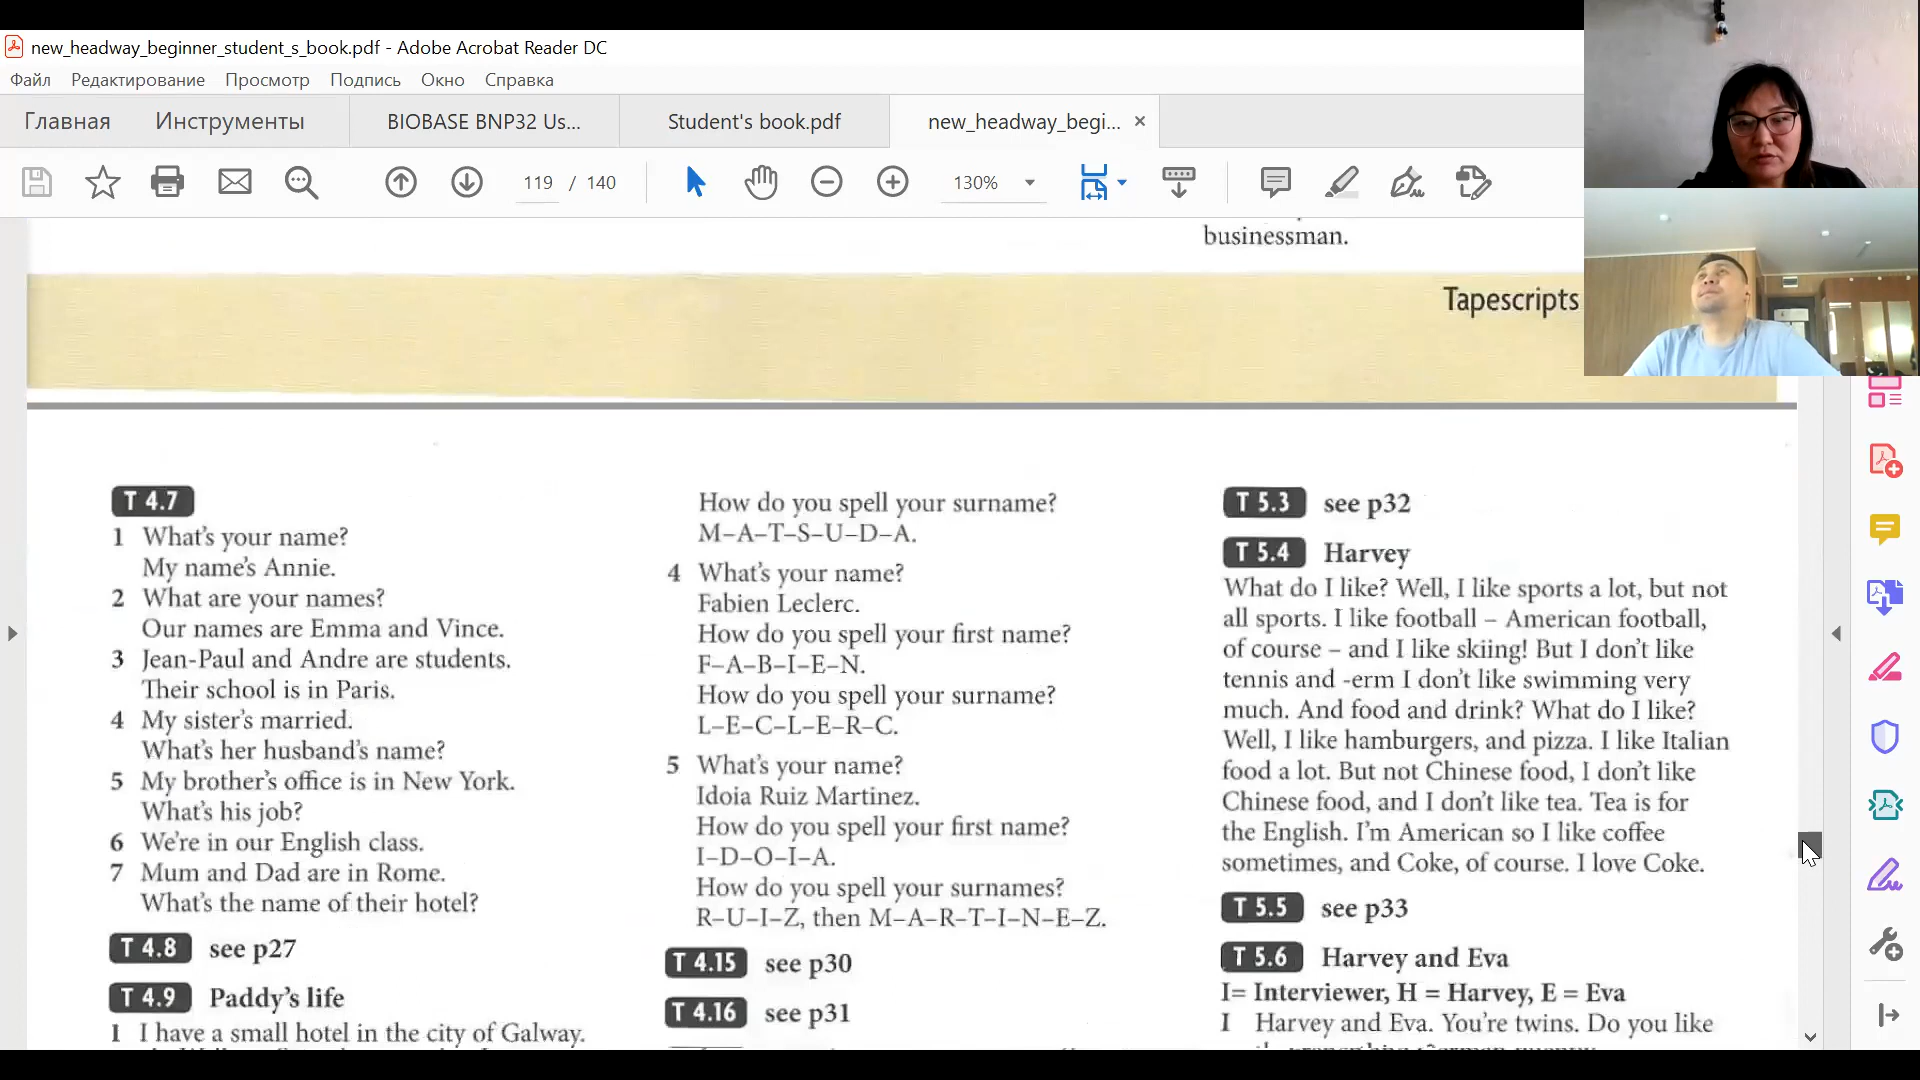 new_headway_beginner_student_s_book.pdf - Adobe Acrobat Reader DC
Файл Редактирование Просмотр Подпись Окно Справка
Главная Инструменты BIOBASE BNP32 Us... Student's book.pdf new_headway_begi... ×
119 / 140 130%
businessman.
Tapescripts
T 4.7
1 What's your name?
My name's Annie.
2 What are your names?
Our names are Emma and Vince.
3 Jean-Paul and Andre are students.
Their school is in Paris.
4 My sister's married.
What's her husband's name?
5 My brother's office is in New York.
What's his job?
6 We're in our English class.
7 Mum and Dad are in Rome.
What's the name of their hotel?
T 4.8 see p27
T 4.9 Paddy's life
1 I have a small hotel in the city of Galway.
How do you spell your surname?
M–A–T–S–U–D–A.
4 What's your name?
Fabien Leclerc.
How do you spell your first name?
F–A–B–I–E–N.
How do you spell your surname?
L–E–C–L–E–R–C.
5 What's your name?
Idoia Ruiz Martinez.
How do you spell your first name?
I–D–O–I–A.
How do you spell your surnames?
R–U–I–Z, then M–A–R–T–I–N–E–Z.
T 4.15 see p30
T 4.16 see p31
T 5.3 see p32
T 5.4 Harvey
What do I like? Well, I like sports a lot, but not
all sports. I like football – American football,
of course – and I like skiing! But I don't like
tennis and -erm I don't like swimming very
much. And food and drink? What do I like?
Well, I like hamburgers, and pizza. I like Italian
food a lot. But not Chinese food, I don't like
Chinese food, and I don't like tea. Tea is for
the English. I'm American so I like coffee
sometimes, and Coke, of course. I love Coke.
T 5.5 see p33
T 5.6 Harvey and Eva
I= Interviewer, H = Harvey, E = Eva
I Harvey and Eva. You're twins. Do you like